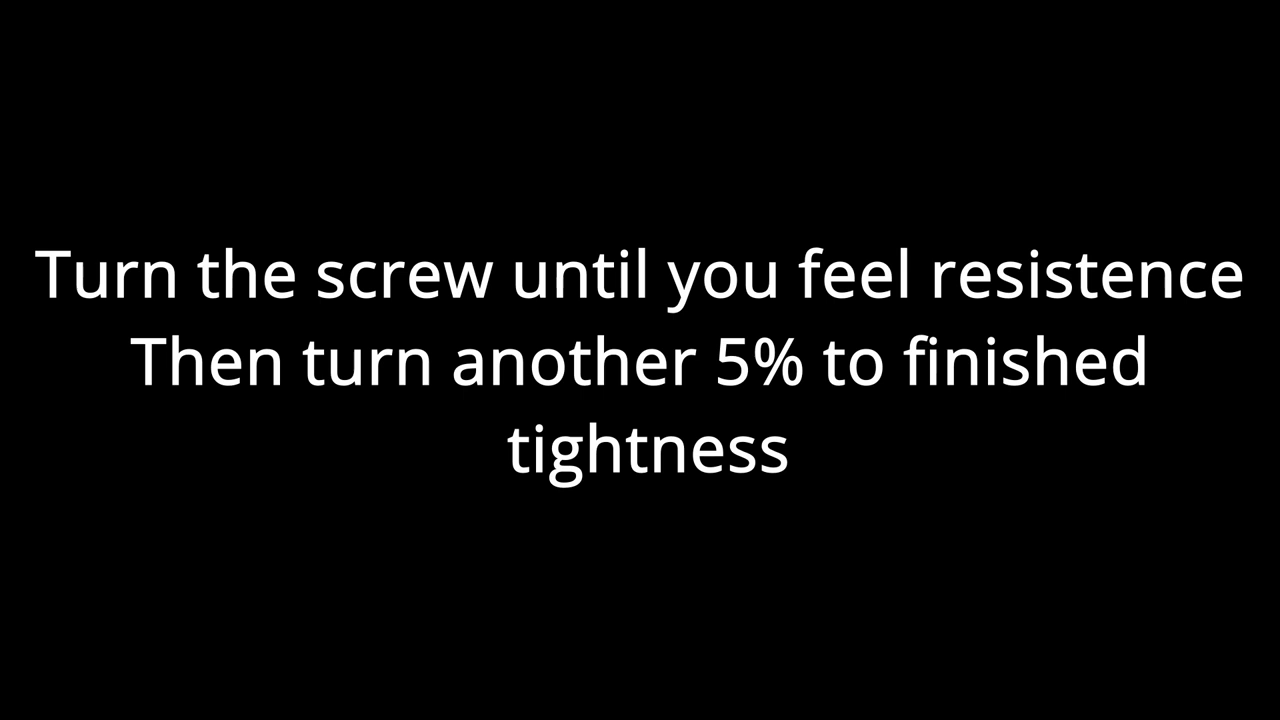 Turn the screw until you feel resistence
Then turn another 5% to finished
tightness